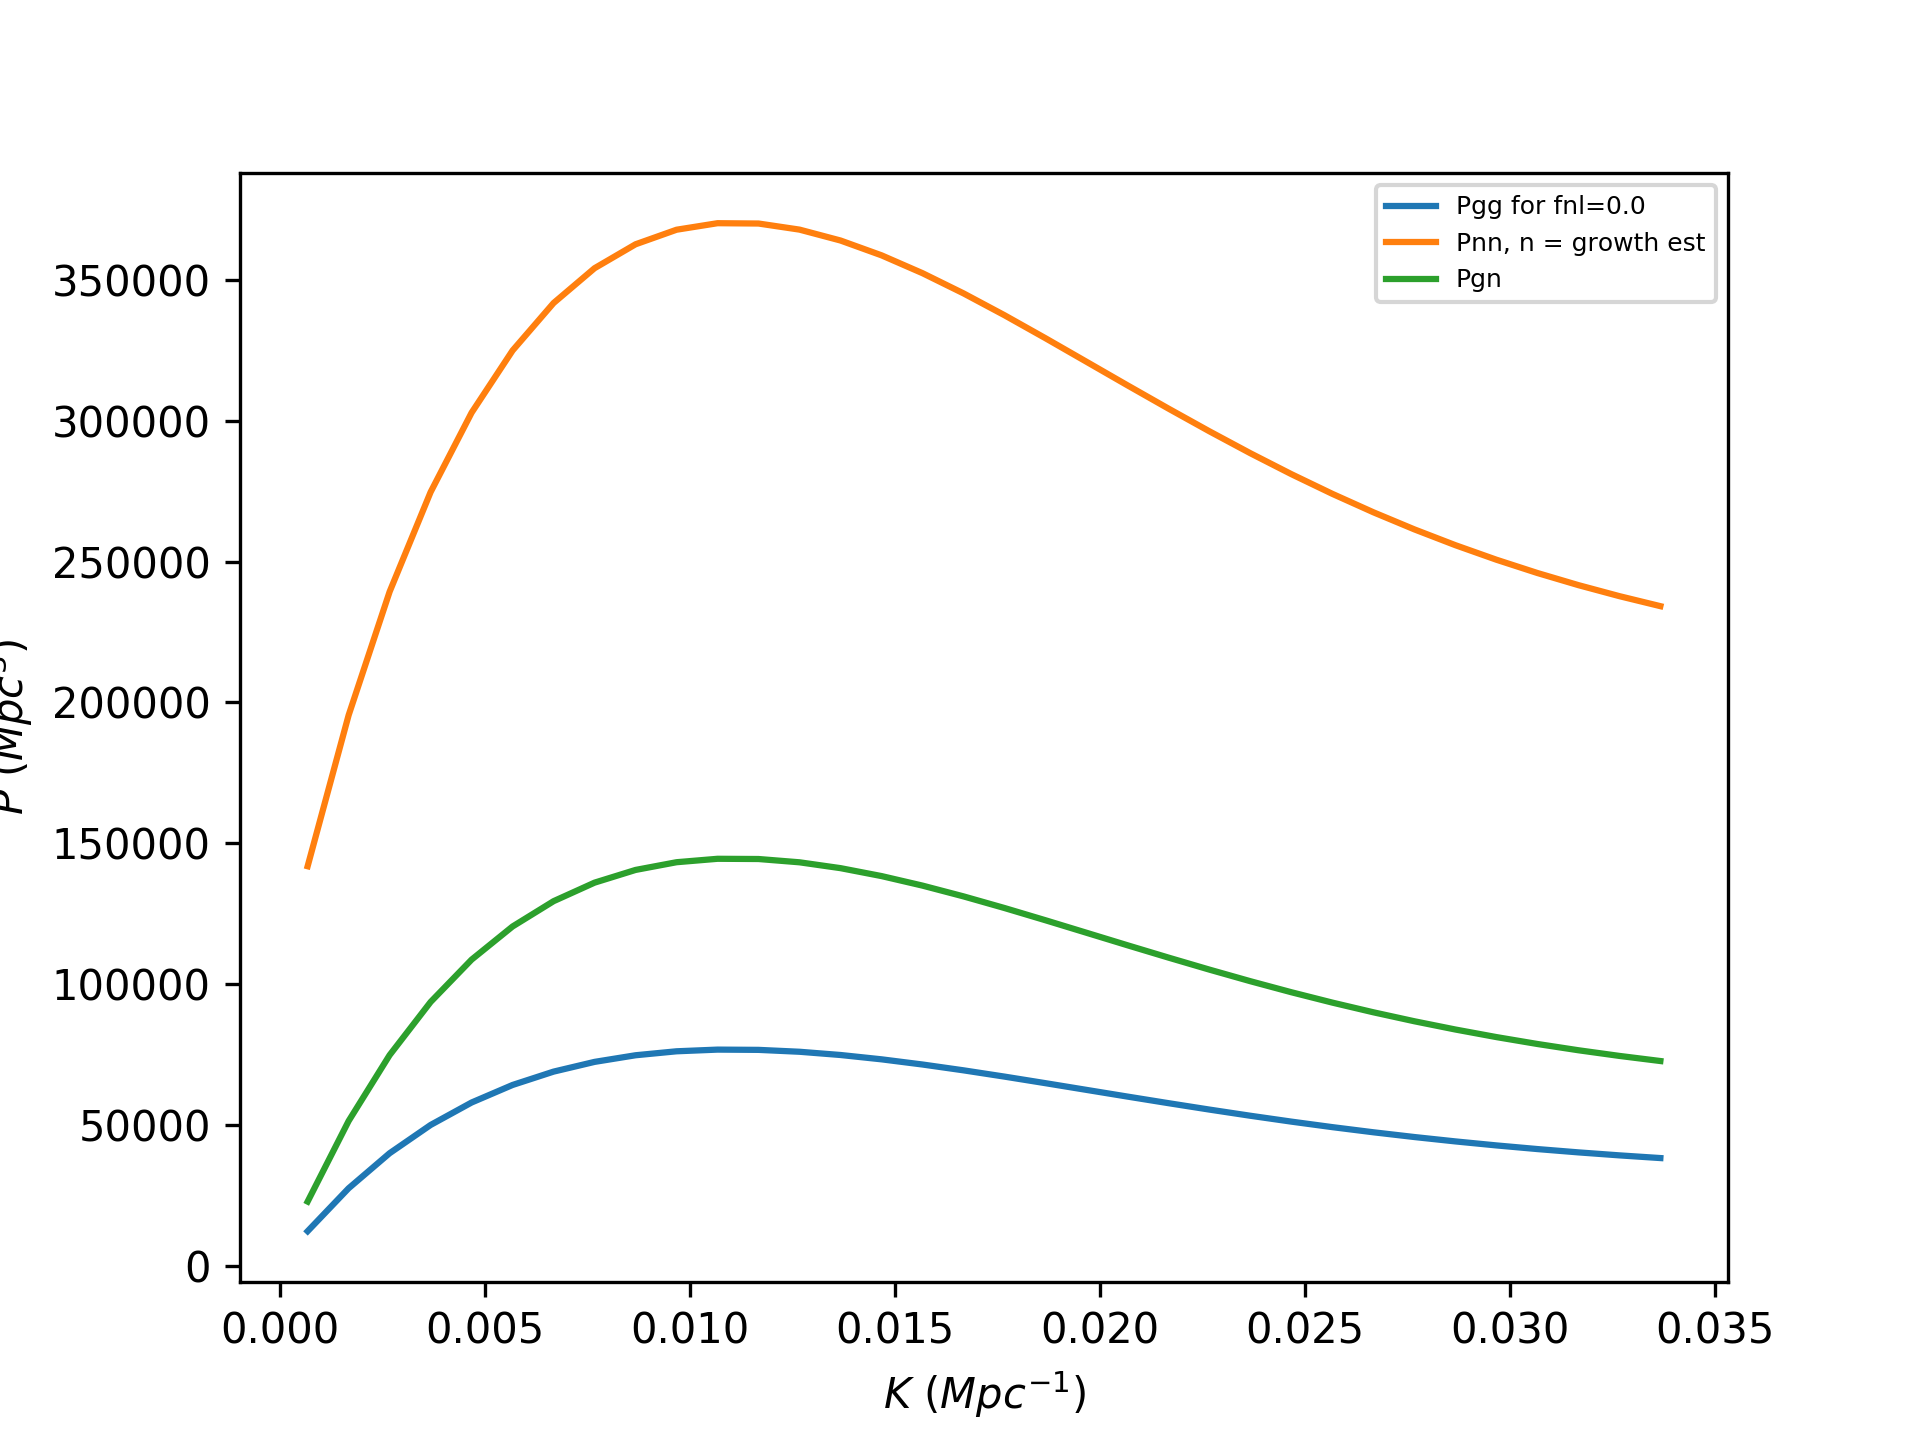 Pgg for fnl=0.0
Pnn, n = growth est
Pgn
350000
300000
250000
200000
150000
100000
50000
0
P (Mpc³)
0.000 0.005 0.010 0.015 0.020 0.025 0.030 0.035
K (Mpc⁻¹)